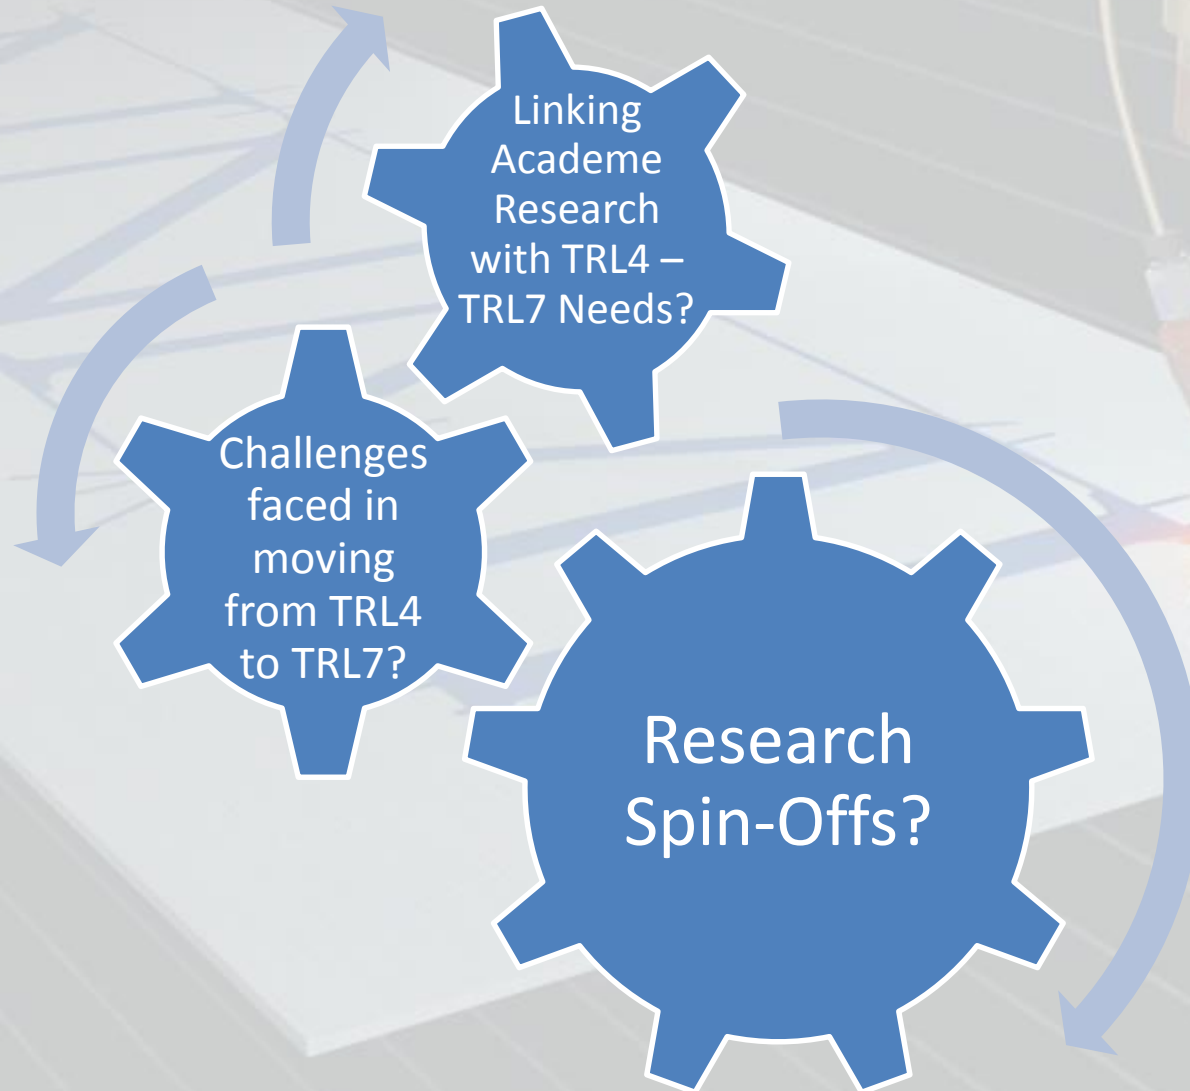 Linking
Academe
Research
with TRL4 –
TRL7 Needs?
Challenges
faced in
moving
from TRL4
to TRL7?
Research
Spin-Offs?